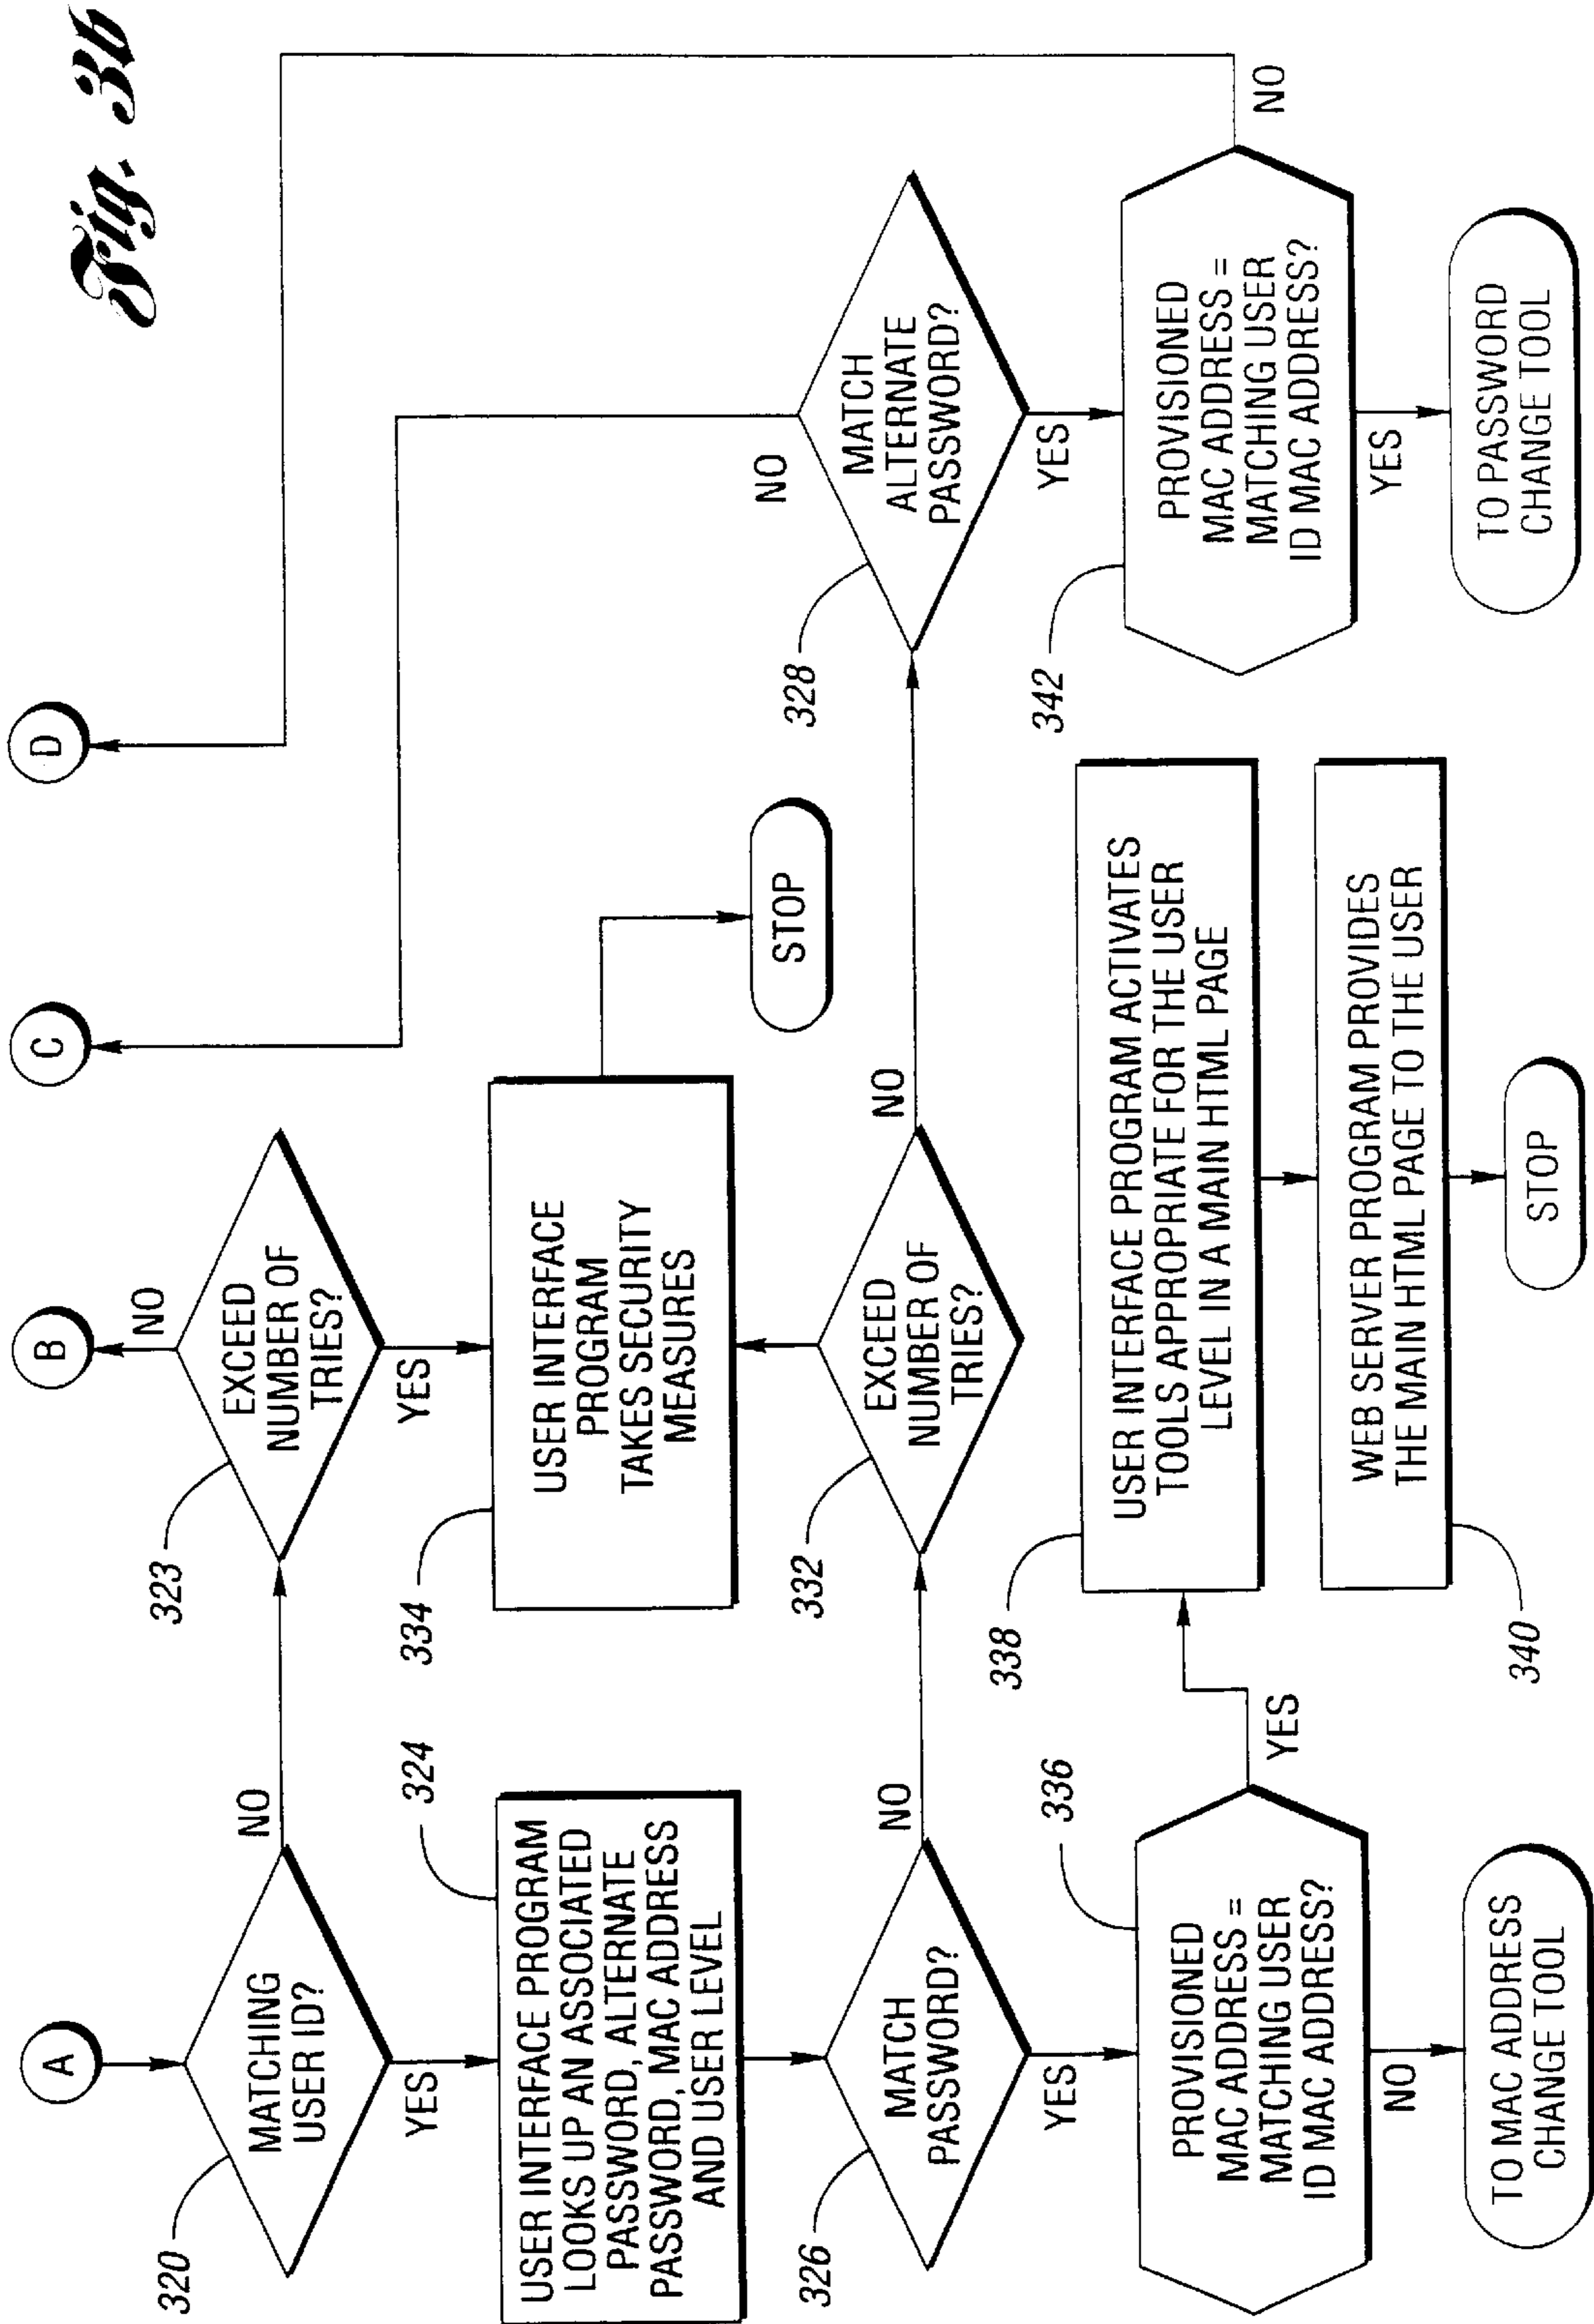 Fig. 3b
A
B
C
D
320
MATCHING
USER ID?
NO
YES
323
EXCEED
NUMBER OF
TRIES?
NO
YES
324
USER INTERFACE PROGRAM
LOOKS UP AN ASSOCIATED
PASSWORD, ALTERNATE
PASSWORD, MAC ADDRESS
AND USER LEVEL
334
USER INTERFACE
PROGRAM
TAKES SECURITY
MEASURES
STOP
326
MATCH
PASSWORD?
NO
YES
332
EXCEED
NUMBER OF
TRIES?
NO
328
MATCH
ALTERNATE
PASSWORD?
NO
YES
336
PROVISIONED
MAC ADDRESS =
MATCHING USER
ID MAC ADDRESS?
YES
NO
338
USER INTERFACE PROGRAM ACTIVATES
TOOLS APPROPRIATE FOR THE USER
LEVEL IN A MAIN HTML PAGE
340
WEB SERVER PROGRAM PROVIDES
THE MAIN HTML PAGE TO THE USER
STOP
342
PROVISIONED
MAC ADDRESS =
MATCHING USER
ID MAC ADDRESS?
NO
YES
TO MAC ADDRESS
CHANGE TOOL
TO PASSWORD
CHANGE TOOL